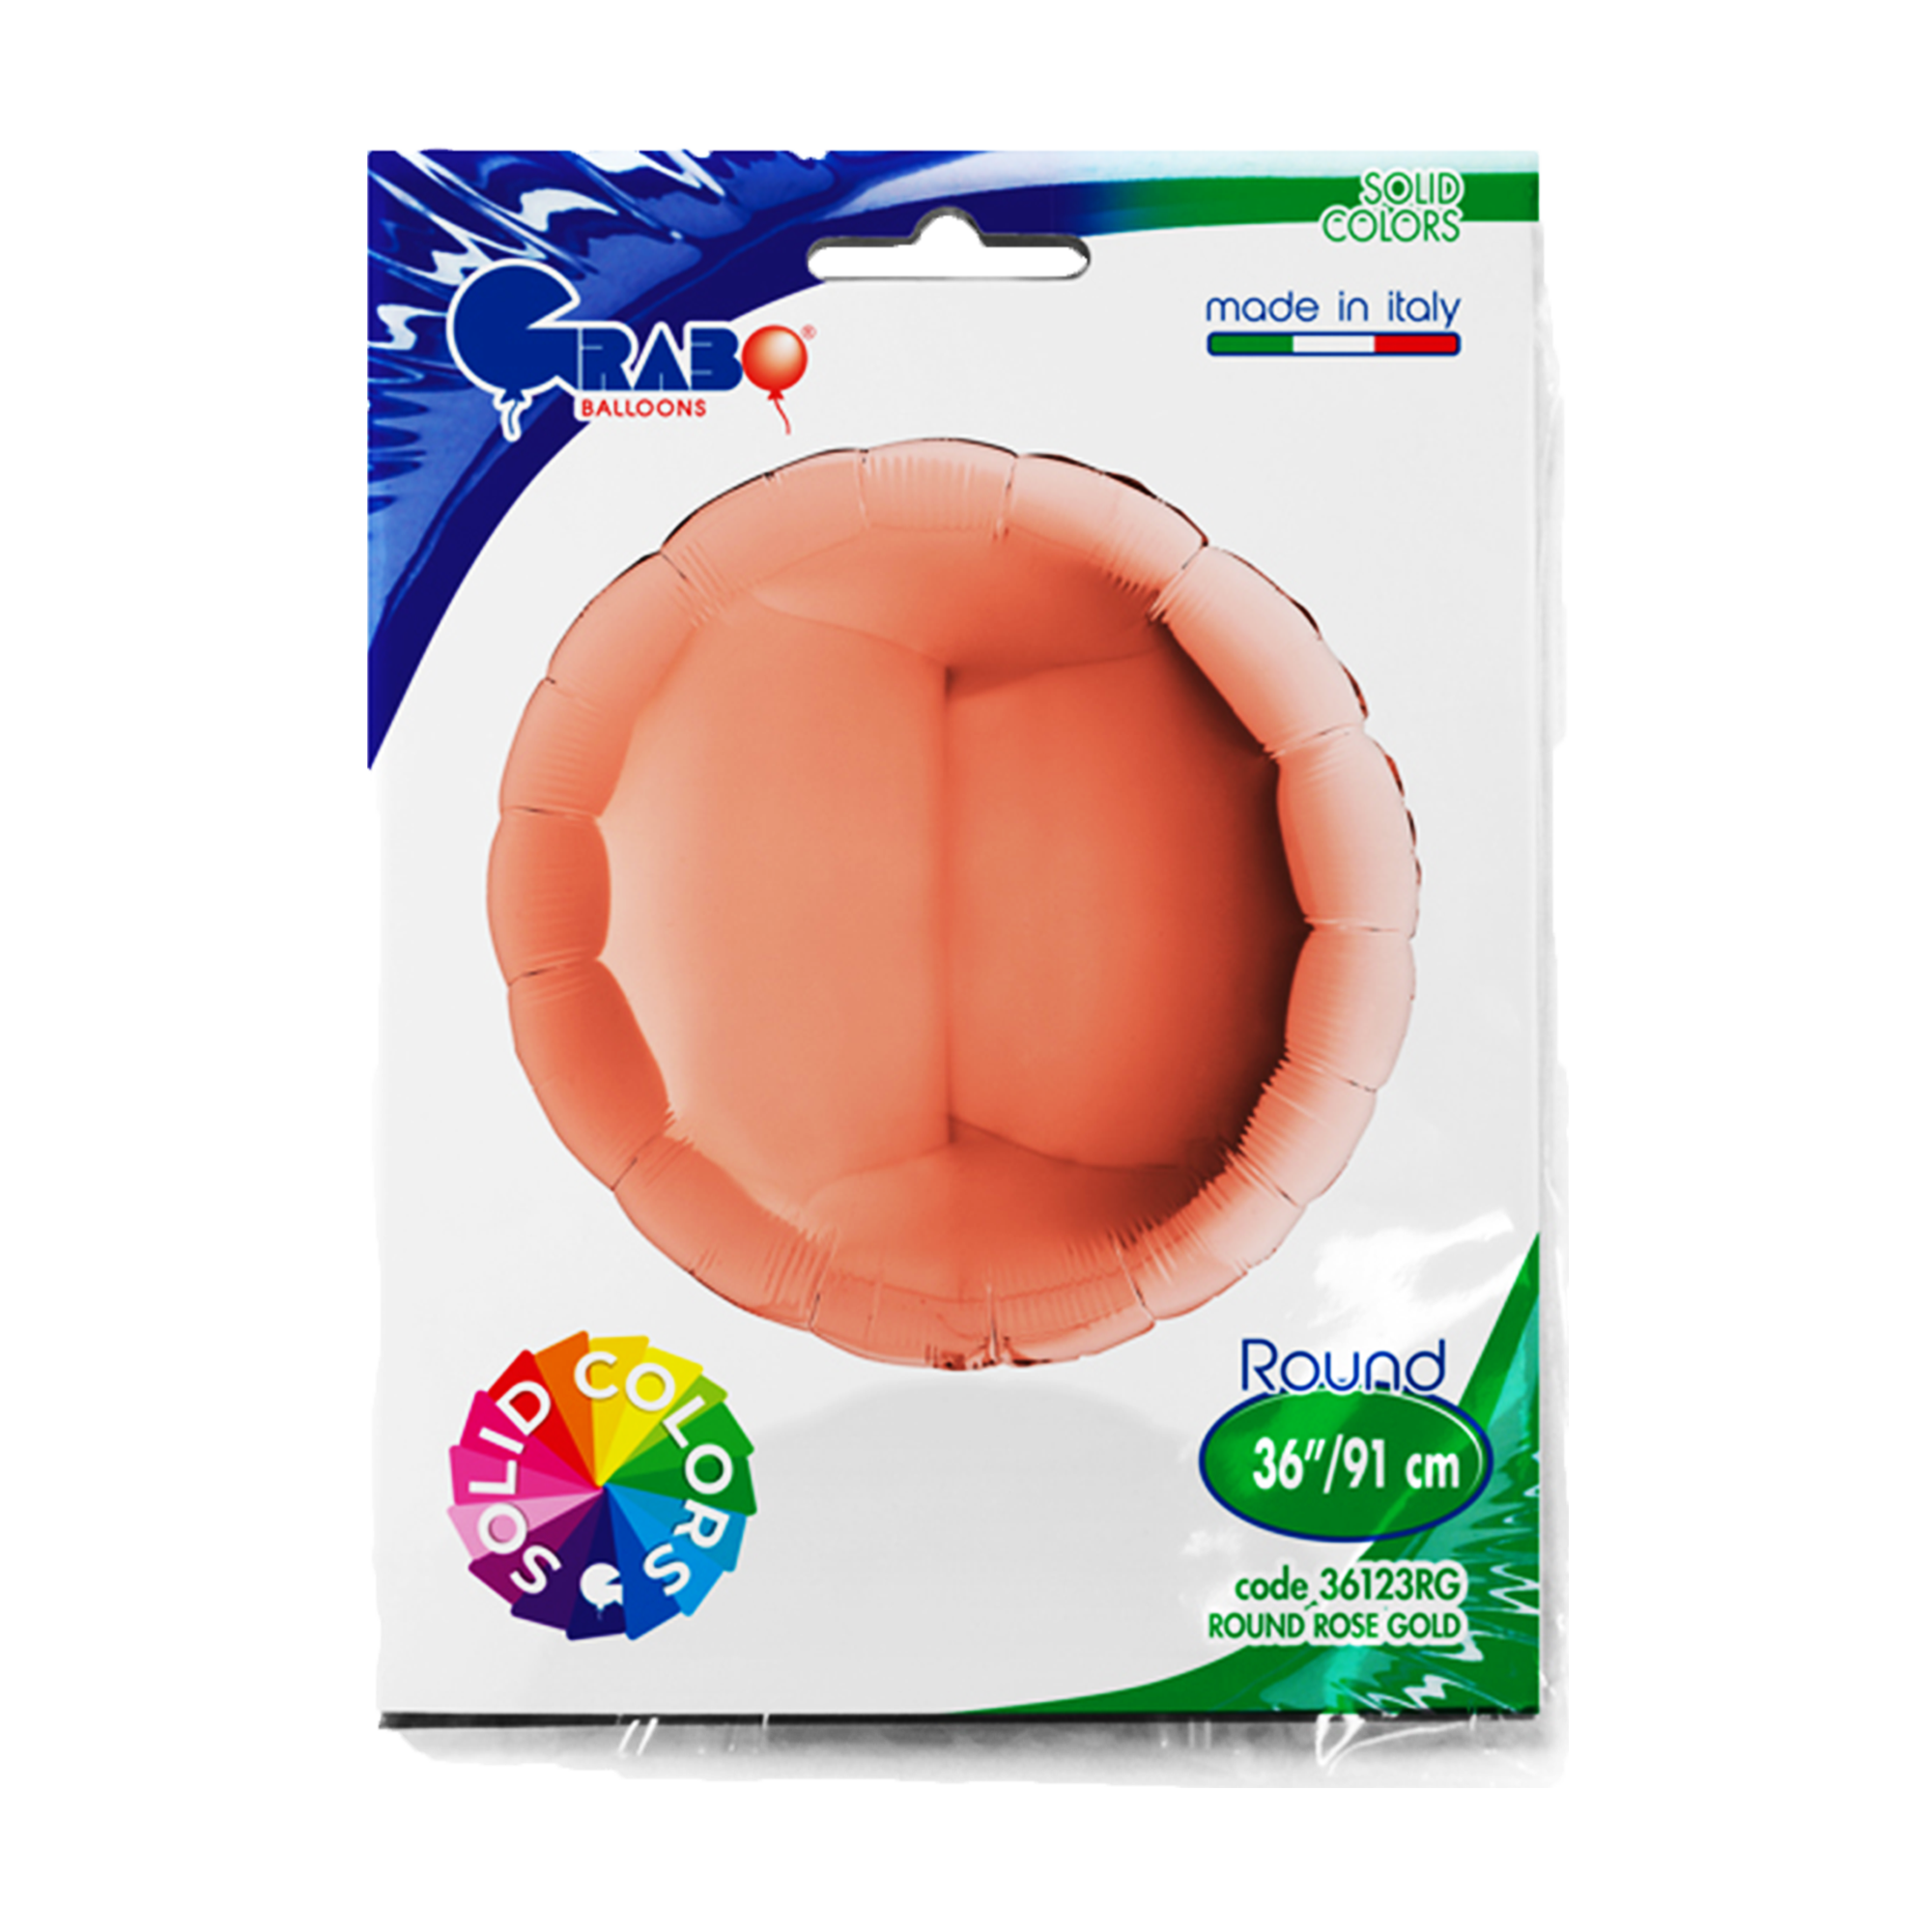 SOLID
COLORS
made in italy
GRABO®
BALLOONS
SOLID COLORS
Round
36"/91 cm
code 36123RG
ROUND ROSE GOLD